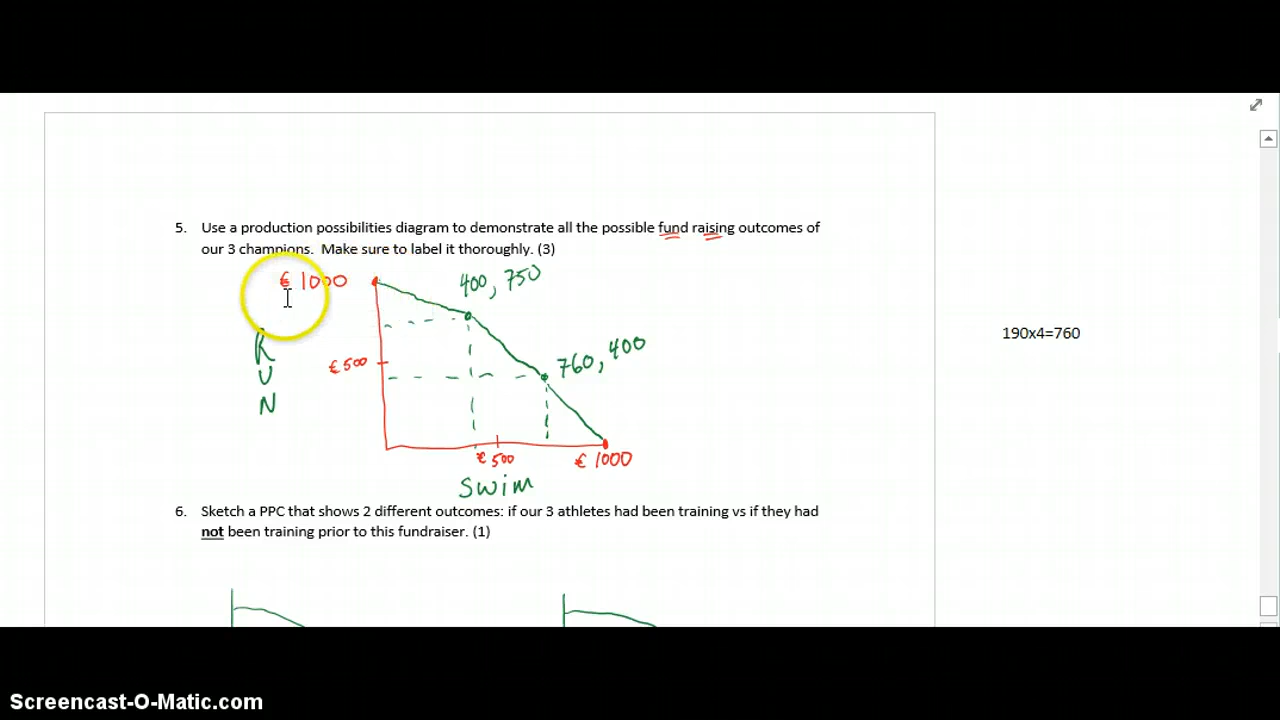 5. Use a production possibilities diagram to demonstrate all the possible fund raising outcomes of
our 3 champions. Make sure to label it thoroughly. (3)
€ 1000
400, 750
R
U
N
€ 500
760, 400
190x4=760
€ 500
€ 1000
Swim
6. Sketch a PPC that shows 2 different outcomes: if our 3 athletes had been training vs if they had
not been training prior to this fundraiser. (1)
Screencast-O-Matic.com